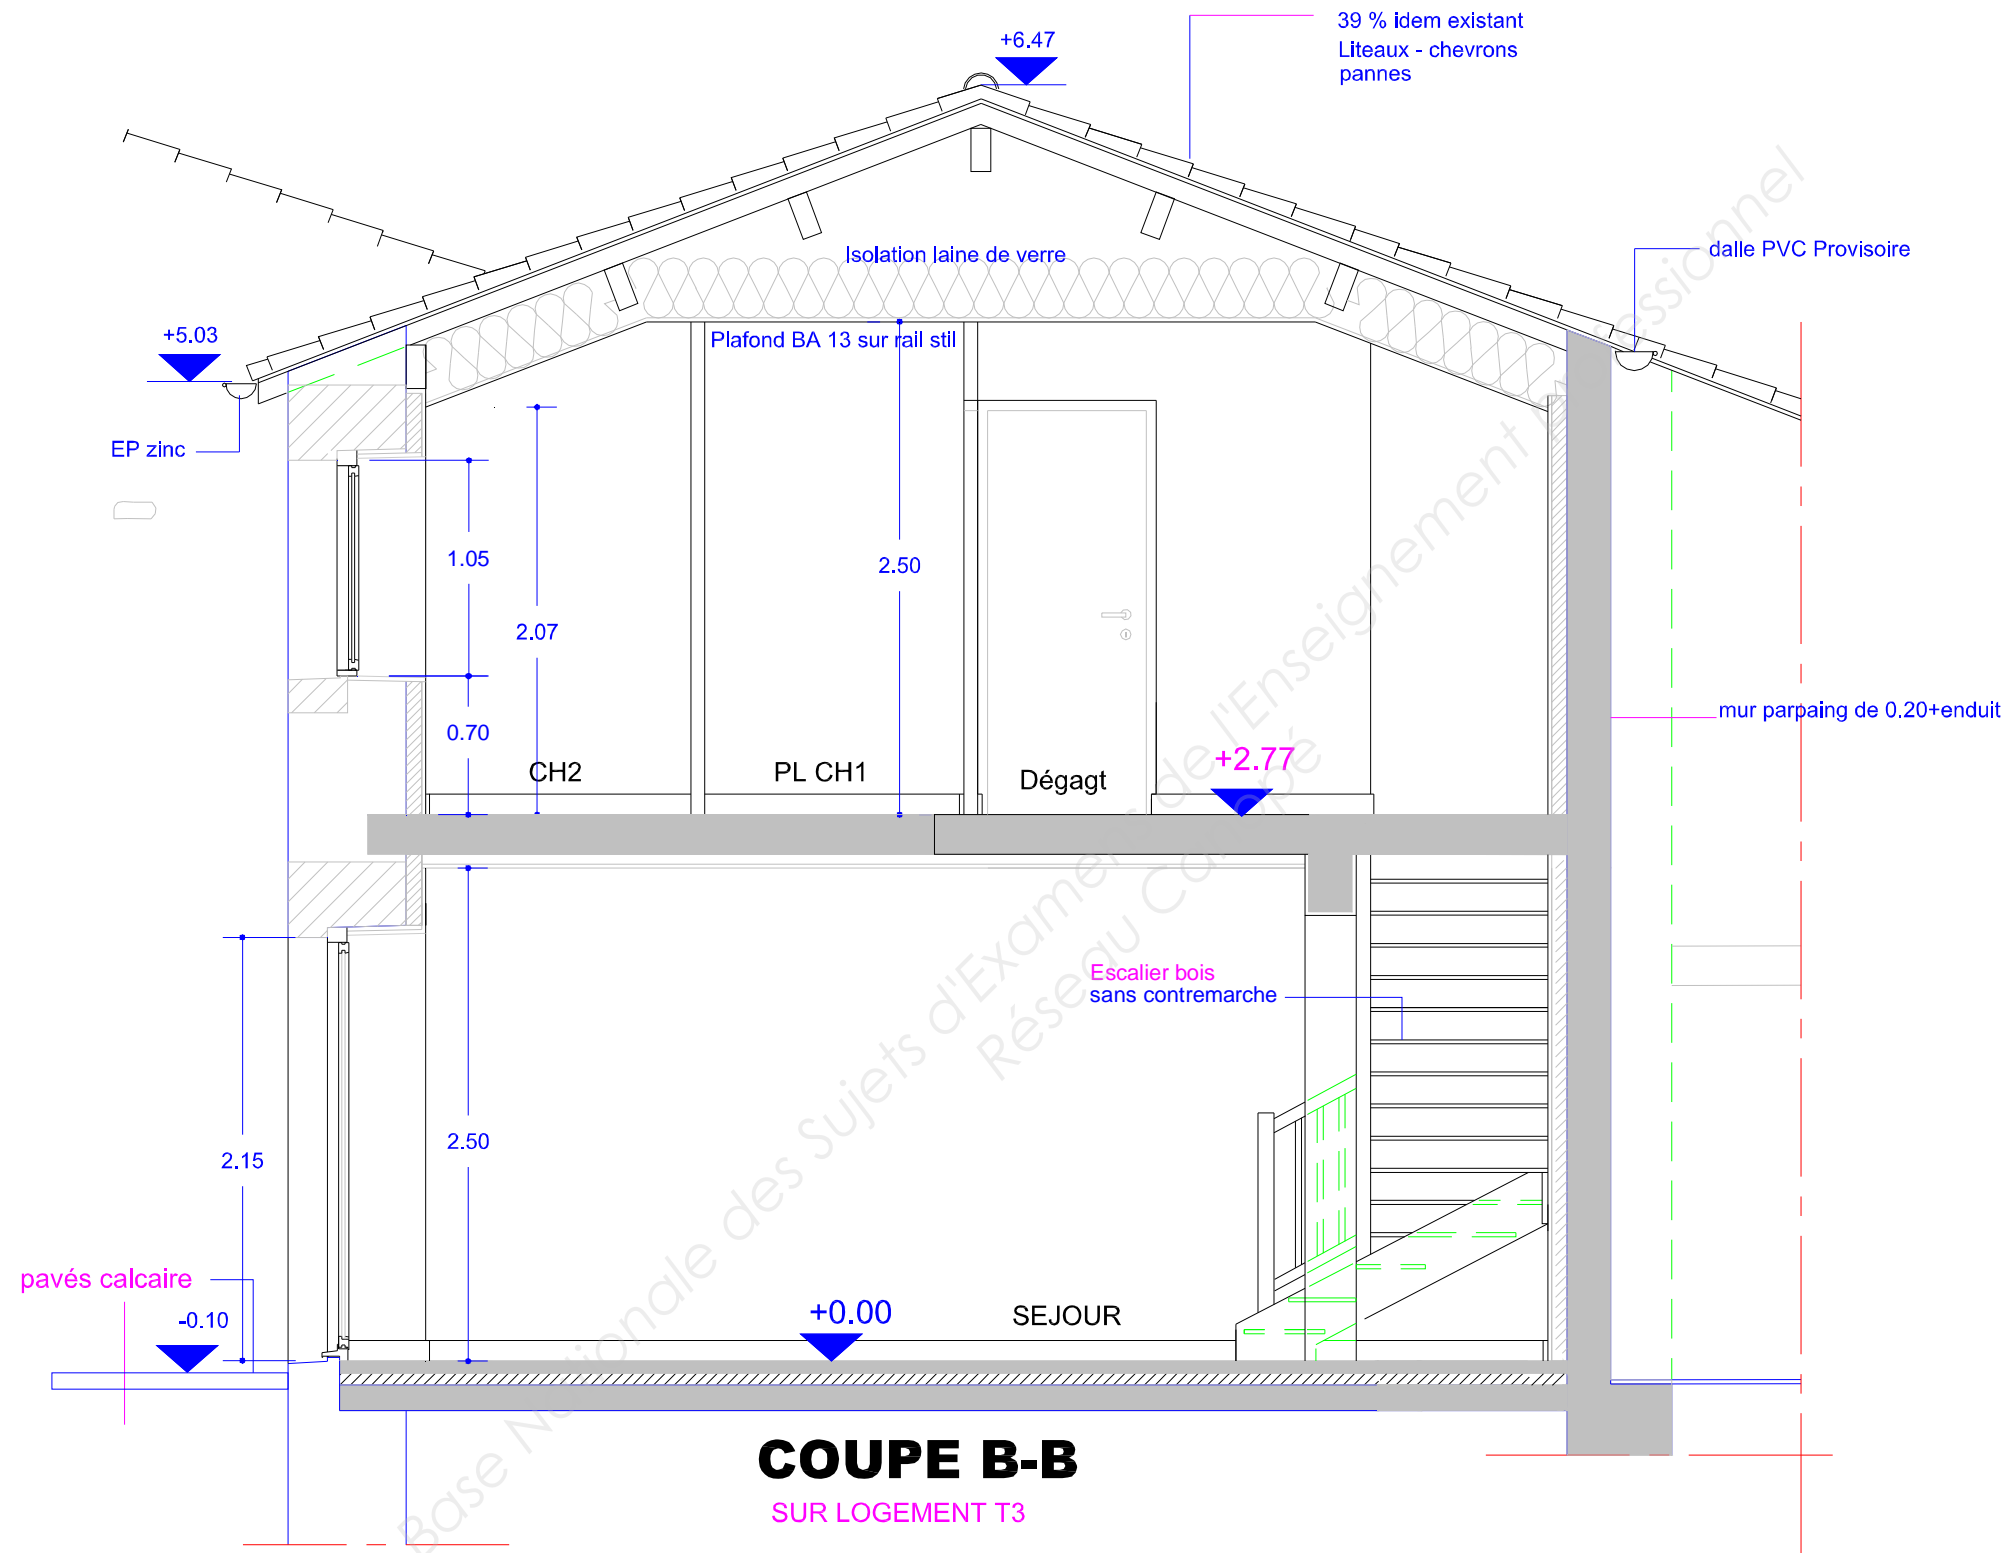 39 % idem existant
Liteaux - chevrons
pannes
+6.47
dalle PVC Provisoire
Isolation laine de verre
+5.03
Plafond BA 13 sur rail stil
EP zinc
1.05
2.50
2.07
mur parpaing de 0.20+enduit
0.70
CH2
PL CH1
Dégagt
+2.77
Escalier bois
sans contremarche
2.50
2.15
pavés calcaire
-0.10
+0.00
SEJOUR
COUPE B-B
SUR LOGEMENT T3
Base Nationale des Sujets d'Examens de l'Enseignement professionnel
Réseau Canopé